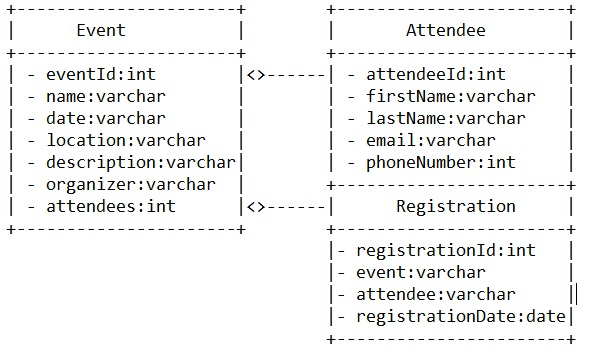 +---------------------+       +---------------------+
|      Event          |       |      Attendee       |
+---------------------+       +---------------------+
| - eventId:int       |<>------| - attendeeId:int    |
| - name:varchar      |       | - firstName:varchar |
| - date:varchar      |       | - lastName:varchar  |
| - location:varchar  |       | - email:varchar     |
| - description:varchar|       | - phoneNumber:int   |
| - organizer:varchar |       +---------------------+
| - attendees:int     |<>------|     Registration    |
+---------------------+       +---------------------+
|- registrationId:int |
|- event:varchar      |
|- attendee:varchar   |
|- registrationDate:date|
+---------------------+